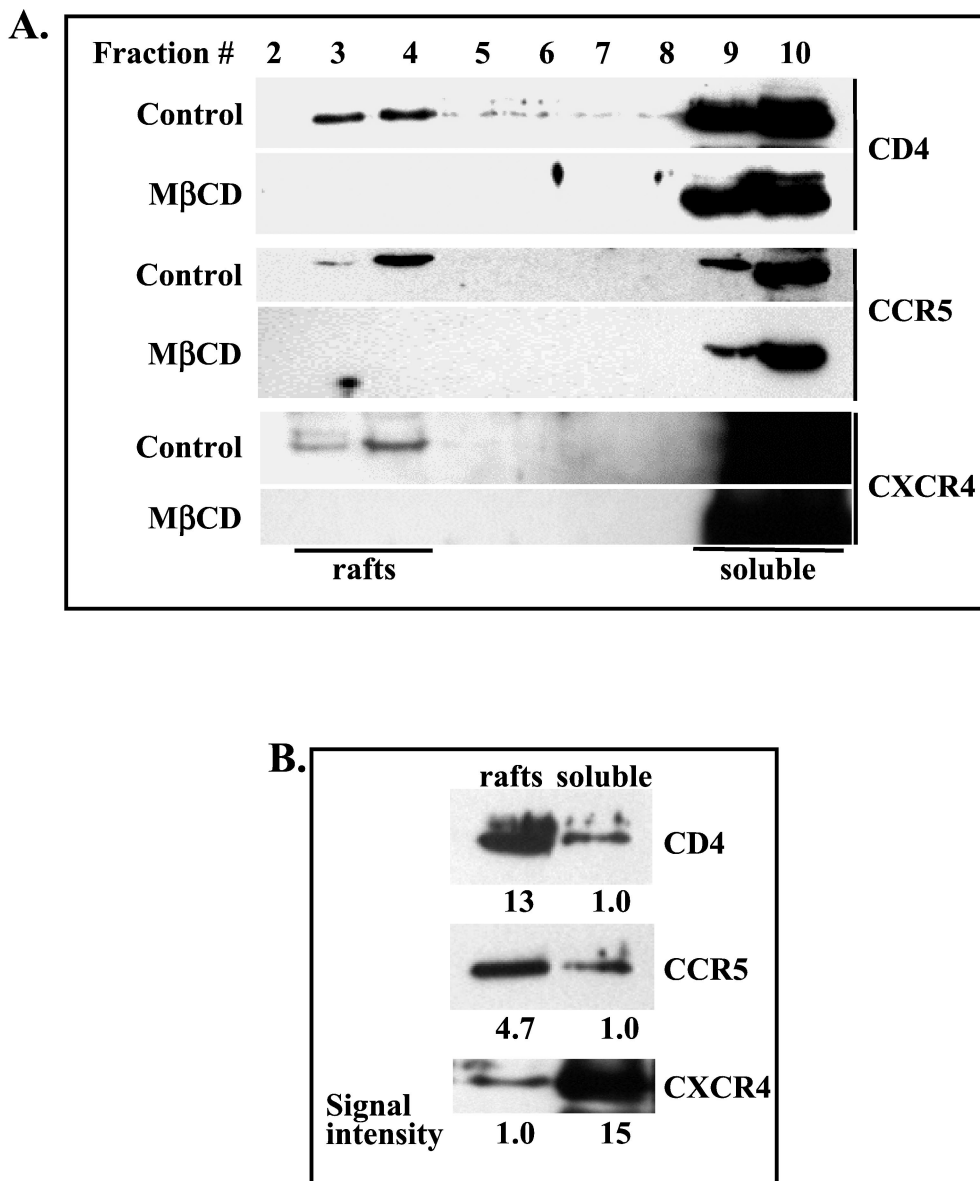 A.
Fraction # 2 3 4 5 6 7 8 9 10
Control
CD4
MβCD
Control
CCR5
MβCD
Control
CXCR4
MβCD
rafts soluble
B.
rafts soluble
CD4
13 1.0
CCR5
4.7 1.0
CXCR4
Signal
intensity 1.0 15